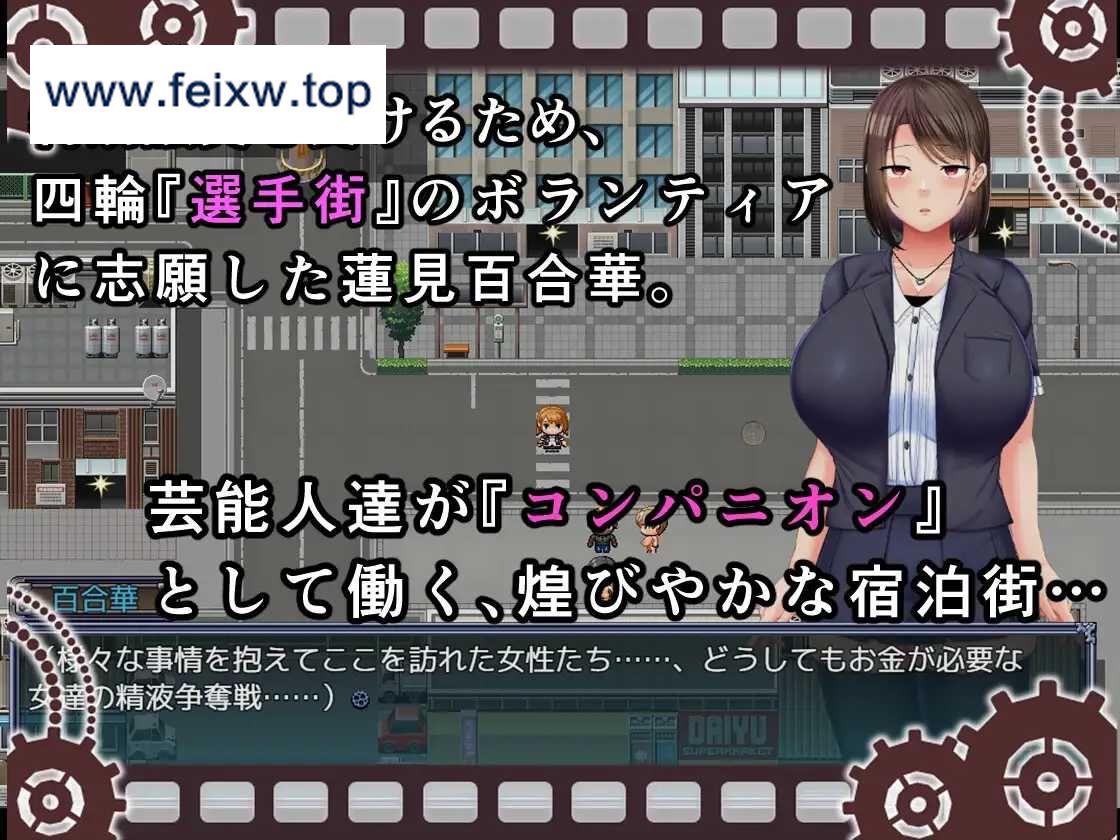 www.feixw.top
けるため、
四輪『選手街』のボランティア
に志願した蓮見百合華。
芸能人達が『コンパニオン』
として働く、煌びやかな宿泊街…
百合華
(様々な事情を抱えてここを訪れた女性たち……、どうしてもお金が必要な
女達の精液争奪戦……)
DAIYU
SUPERMARKET